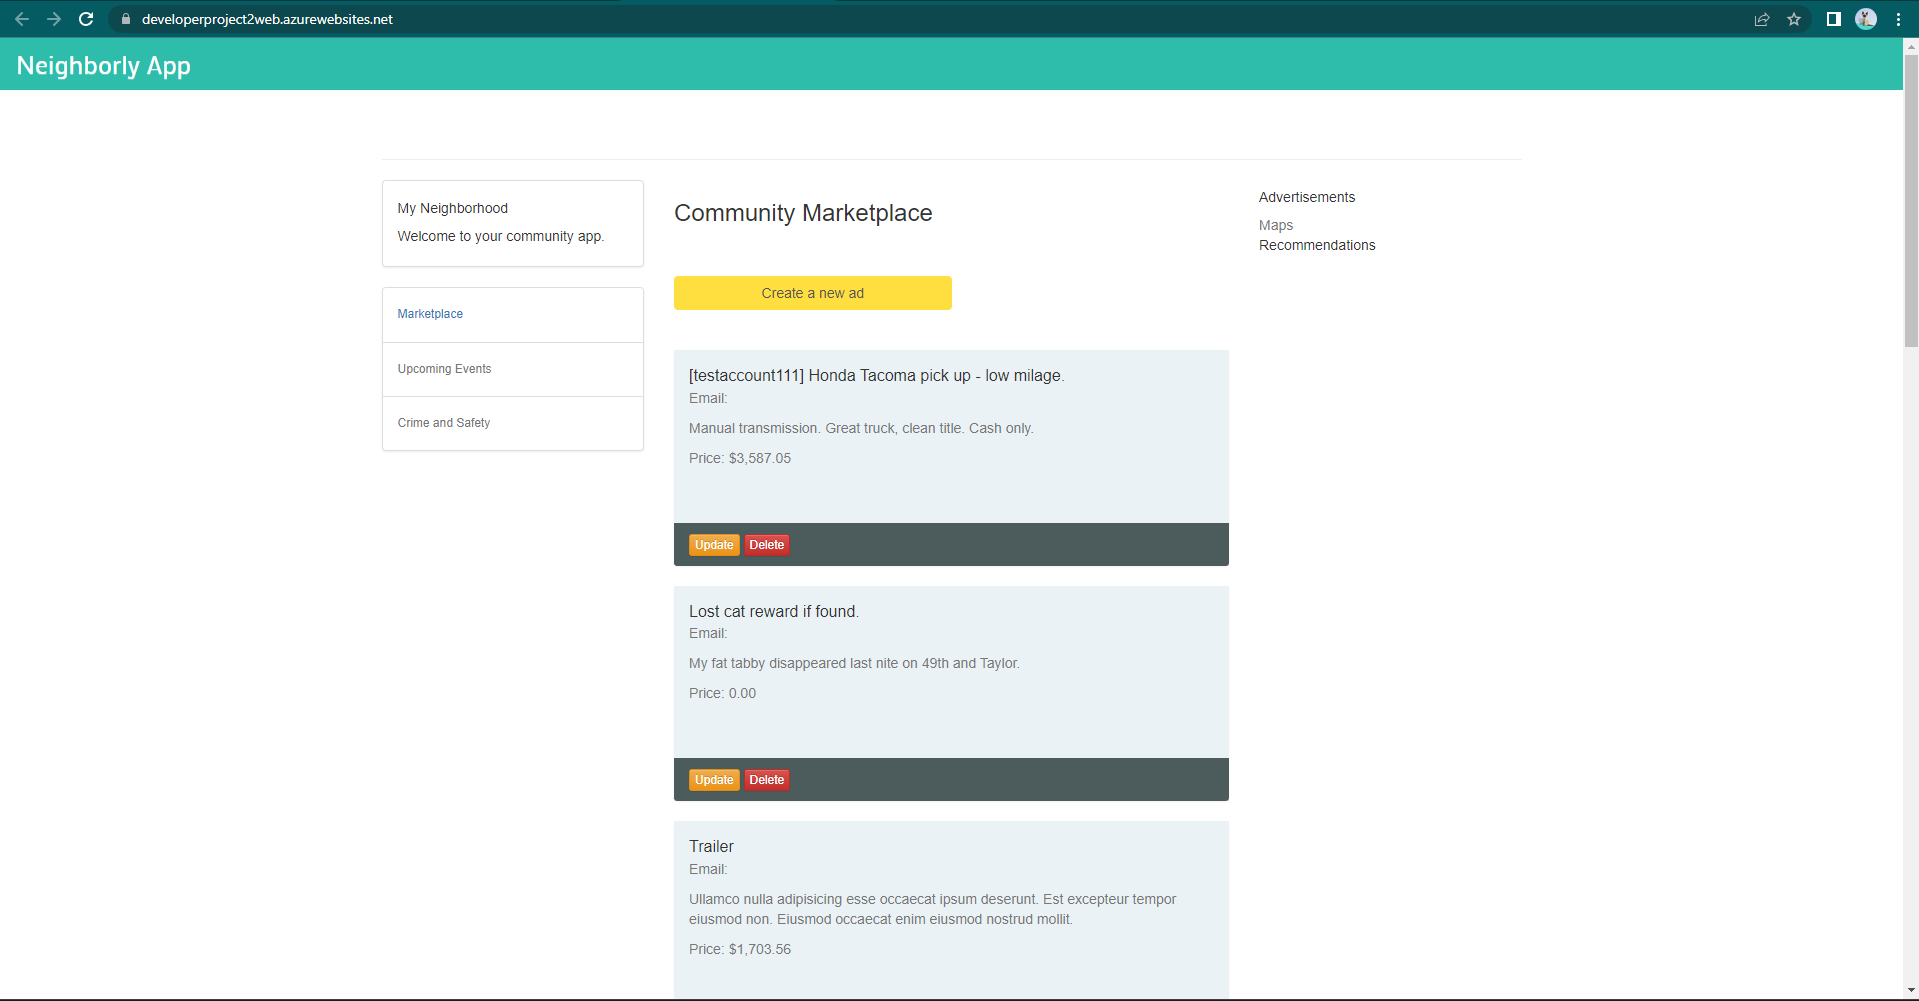 developerproject2web.azurewebsites.net
Neighborly App
My Neighborhood
Welcome to your community app.
Marketplace
Upcoming Events
Crime and Safety
Community Marketplace
Create a new ad
[testaccount111] Honda Tacoma pick up - low milage.
Email:
Manual transmission. Great truck, clean title. Cash only.
Price: $3,587.05
Update Delete
Lost cat reward if found.
Email:
My fat tabby disappeared last nite on 49th and Taylor.
Price: 0.00
Update Delete
Trailer
Email:
Ullamco nulla adipisicing esse occaecat ipsum deserunt. Est excepteur tempor
eiusmod non. Eiusmod occaecat enim eiusmod nostrud mollit.
Price: $1,703.56
Advertisements
Maps
Recommendations